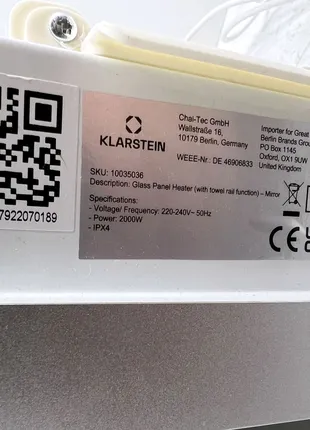 KLARSTEIN
Chal-Tec GmbH
Wallstraße 16,
10179 Berlin, Germany
Importer for Great
Berlin Brands Grou
PO Box 1145
Oxford, OX1 9UW
United Kingdom
WEEE-Nr: DE 46906833
SKU: 10035036
Description: Glass Panel Heater (with towel rail function) – Mirror
Specifications:
- Voltage/ Frequency: 220-240V~ 50Hz
- Power: 2000W
- IPX4
7922070189
CE